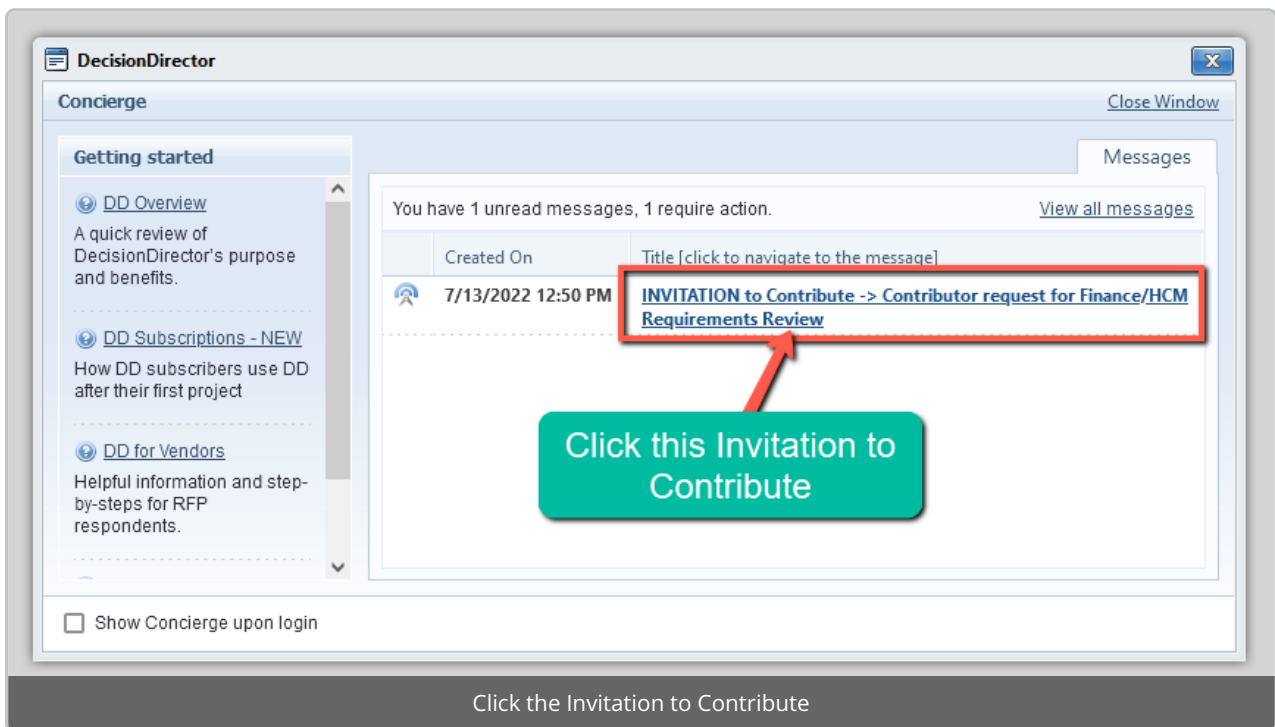 DecisionDirector
Concierge
Close Window
Getting started
DD Overview
A quick review of
DecisionDirector's purpose
and benefits.
DD Subscriptions - NEW
How DD subscribers use DD
after their first project
DD for Vendors
Helpful information and step-
by-steps for RFP
respondents.
Messages
You have 1 unread messages, 1 require action.
View all messages
Created On
Title [click to navigate to the message]
7/13/2022 12:50 PM
INVITATION to Contribute -> Contributor request for Finance/HCM
Requirements Review
Click this Invitation to
Contribute
Show Concierge upon login
Click the Invitation to Contribute